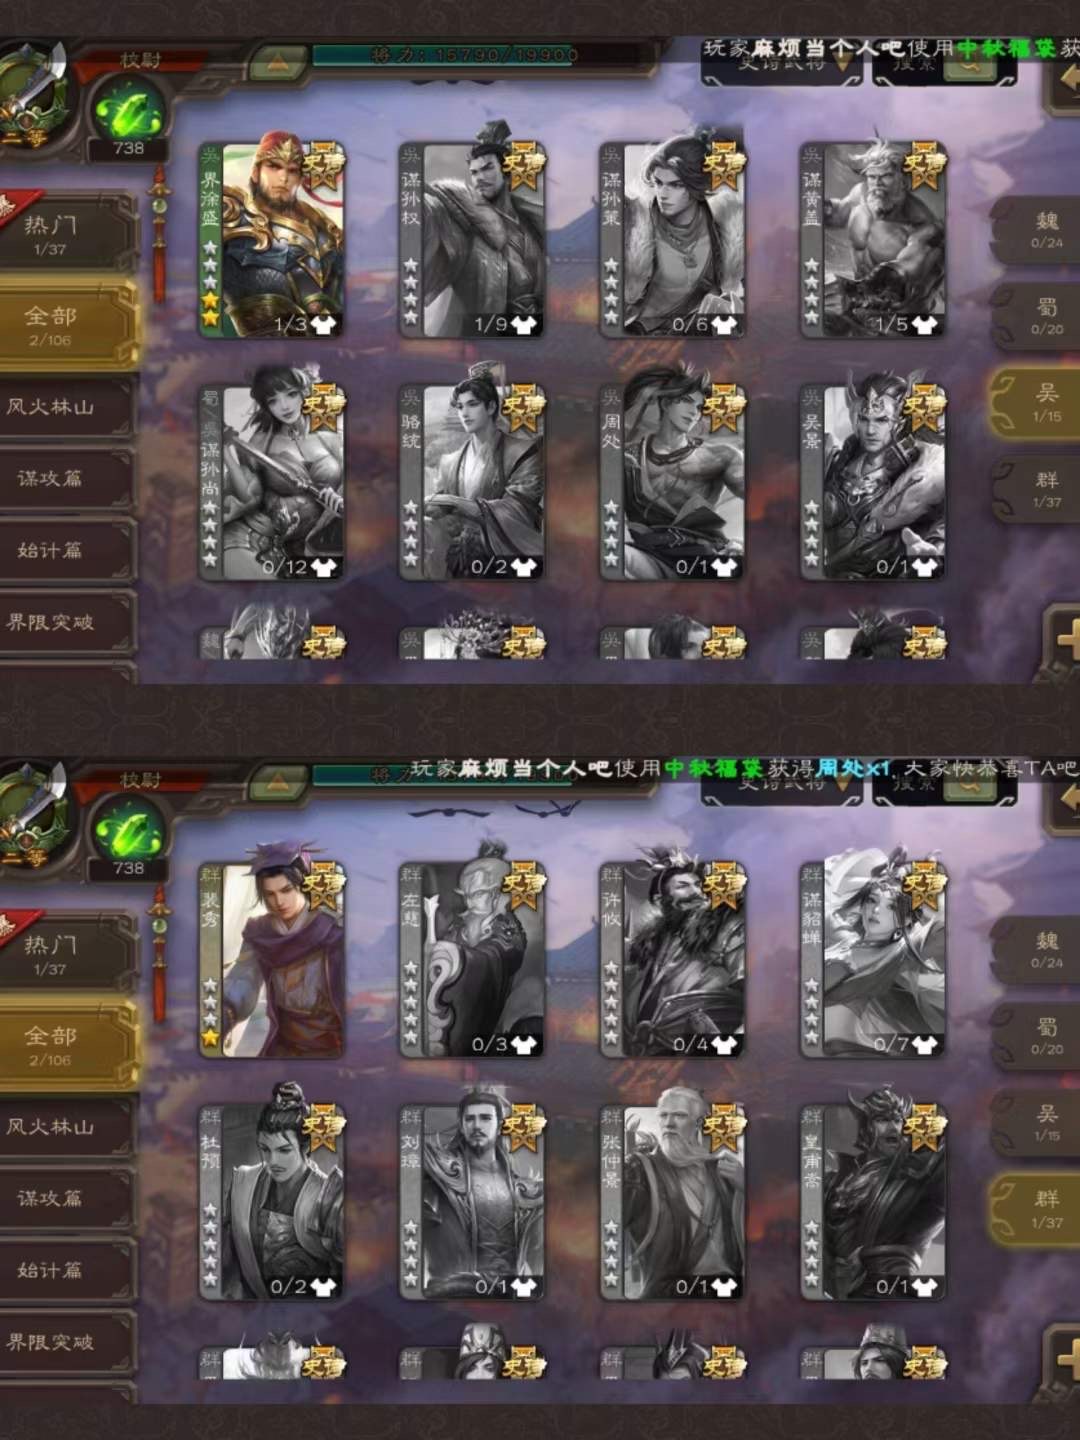 校尉
将力：15790/19900
玩家麻烦当个人吧使用中秋福袋获
史诗武将
搜索
二等
738
热门
1/37
全部
2/106
风火林山
谋攻篇
始计篇
界限突破
吴 界徐盛 史诗 1/3
吴 谋孙权 史诗 1/9
吴 谋孙策 史诗 0/6
吴 谋黄盖 史诗 1/5
蜀 吴 谋孙尚 史诗 0/12
吴 骆统 史诗 0/2
吴 周处 史诗 0/1
吴 吴景 史诗 0/1
魏 史诗
吴 史诗
吴 史诗
吴 史诗
魏
0/24
蜀
0/20
吴
1/15
群
1/37
校尉
将力
玩家麻烦当个人吧使用中秋福袋获得周处x1，大家快恭喜TA吧
史诗武将
搜索
二等
738
热门
1/37
全部
2/106
风火林山
谋攻篇
始计篇
界限突破
群 裴秀 史诗
群 左慈 史诗 0/3
群 许攸 史诗 0/4
群 谋貂蝉 史诗 0/7
群 杜预 史诗 0/2
群 刘璋 史诗 0/1
群 张仲景 史诗 0/1
群 皇甫嵩 史诗 0/1
群 史诗
群 史诗
群 史诗
群 史诗
魏
0/24
蜀
0/20
吴
1/15
群
1/37